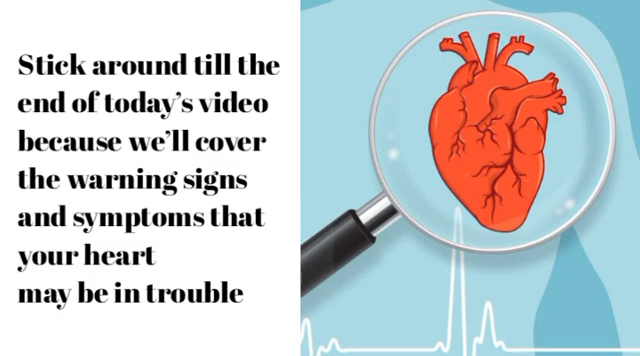 Stick around till the
end of today’s video
because we’ll cover
the warning signs
and symptoms that
your heart
may be in trouble